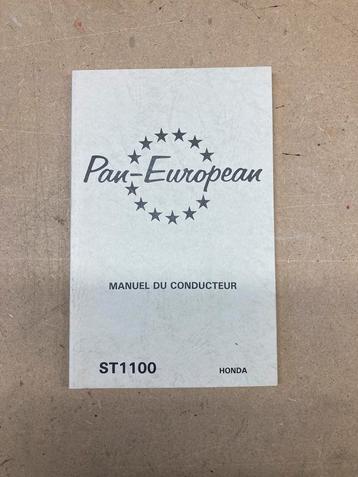 Pan-European
MANUEL DU CONDUCTEUR
ST1100 HONDA